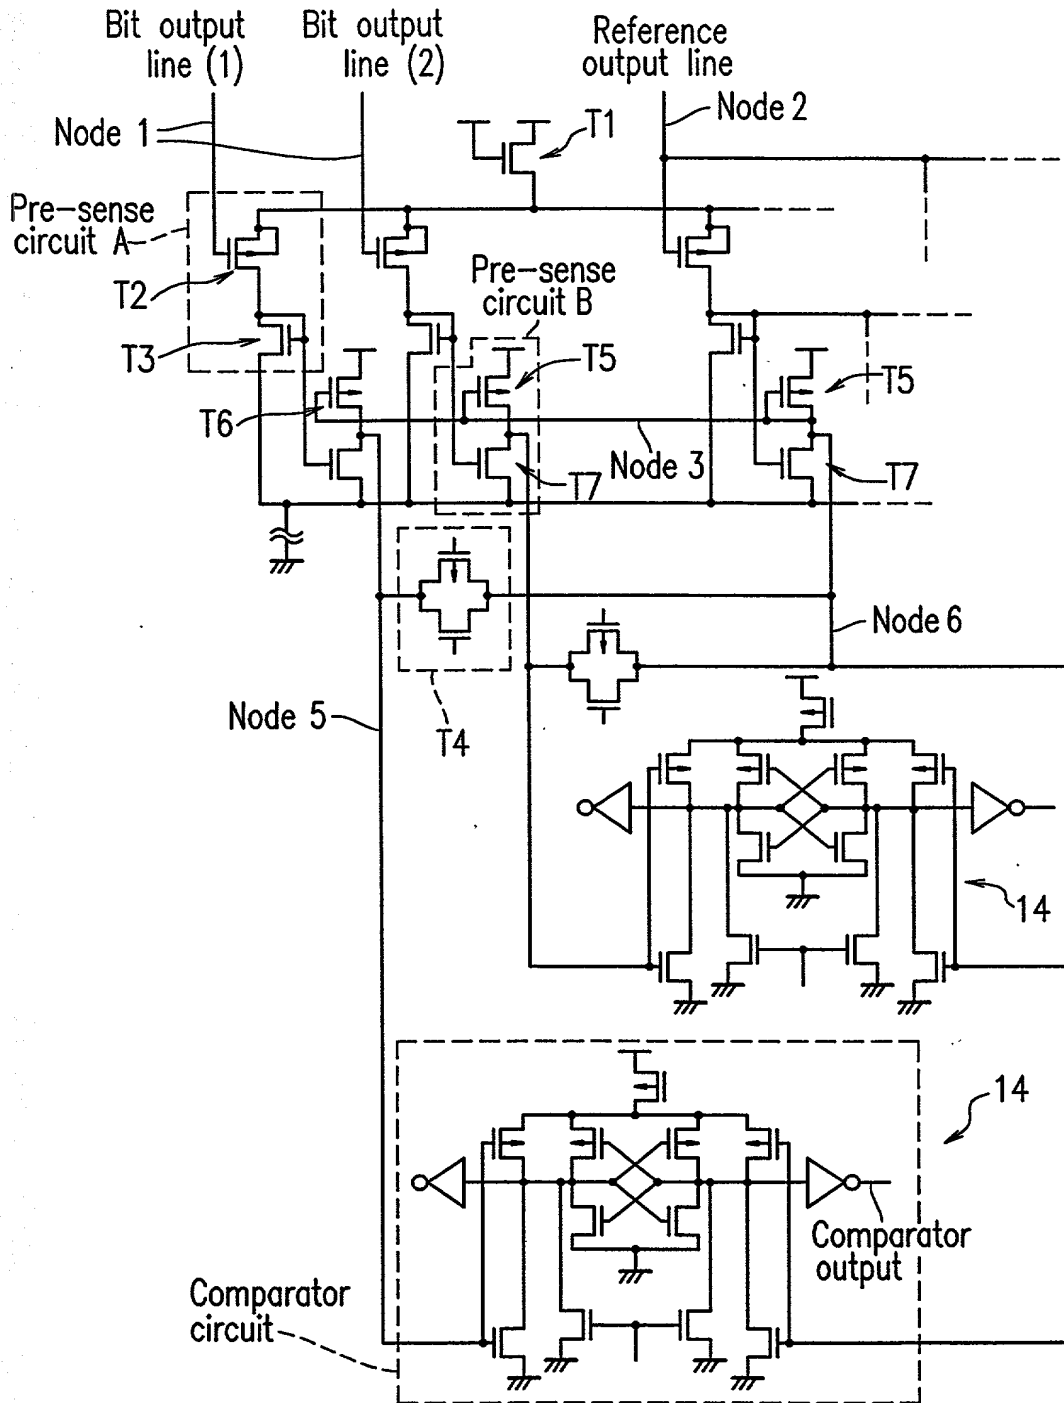 Bit output
line (1)
Bit output
line (2)
Reference
output line
Node 1
T1
Node 2
Pre-sense
circuit A
T2
T3
Pre-sense
circuit B
T5
T5
T6
Node 3
T7
T7
Node 6
Node 5
T4
14
14
Comparator
output
Comparator
circuit